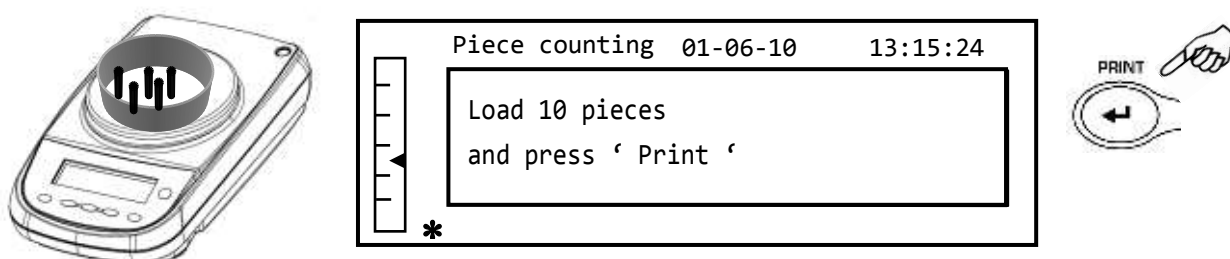 Piece counting 01-06-10 13:15:24
Load 10 pieces
and press ‘ Print ‘
*
PRINT